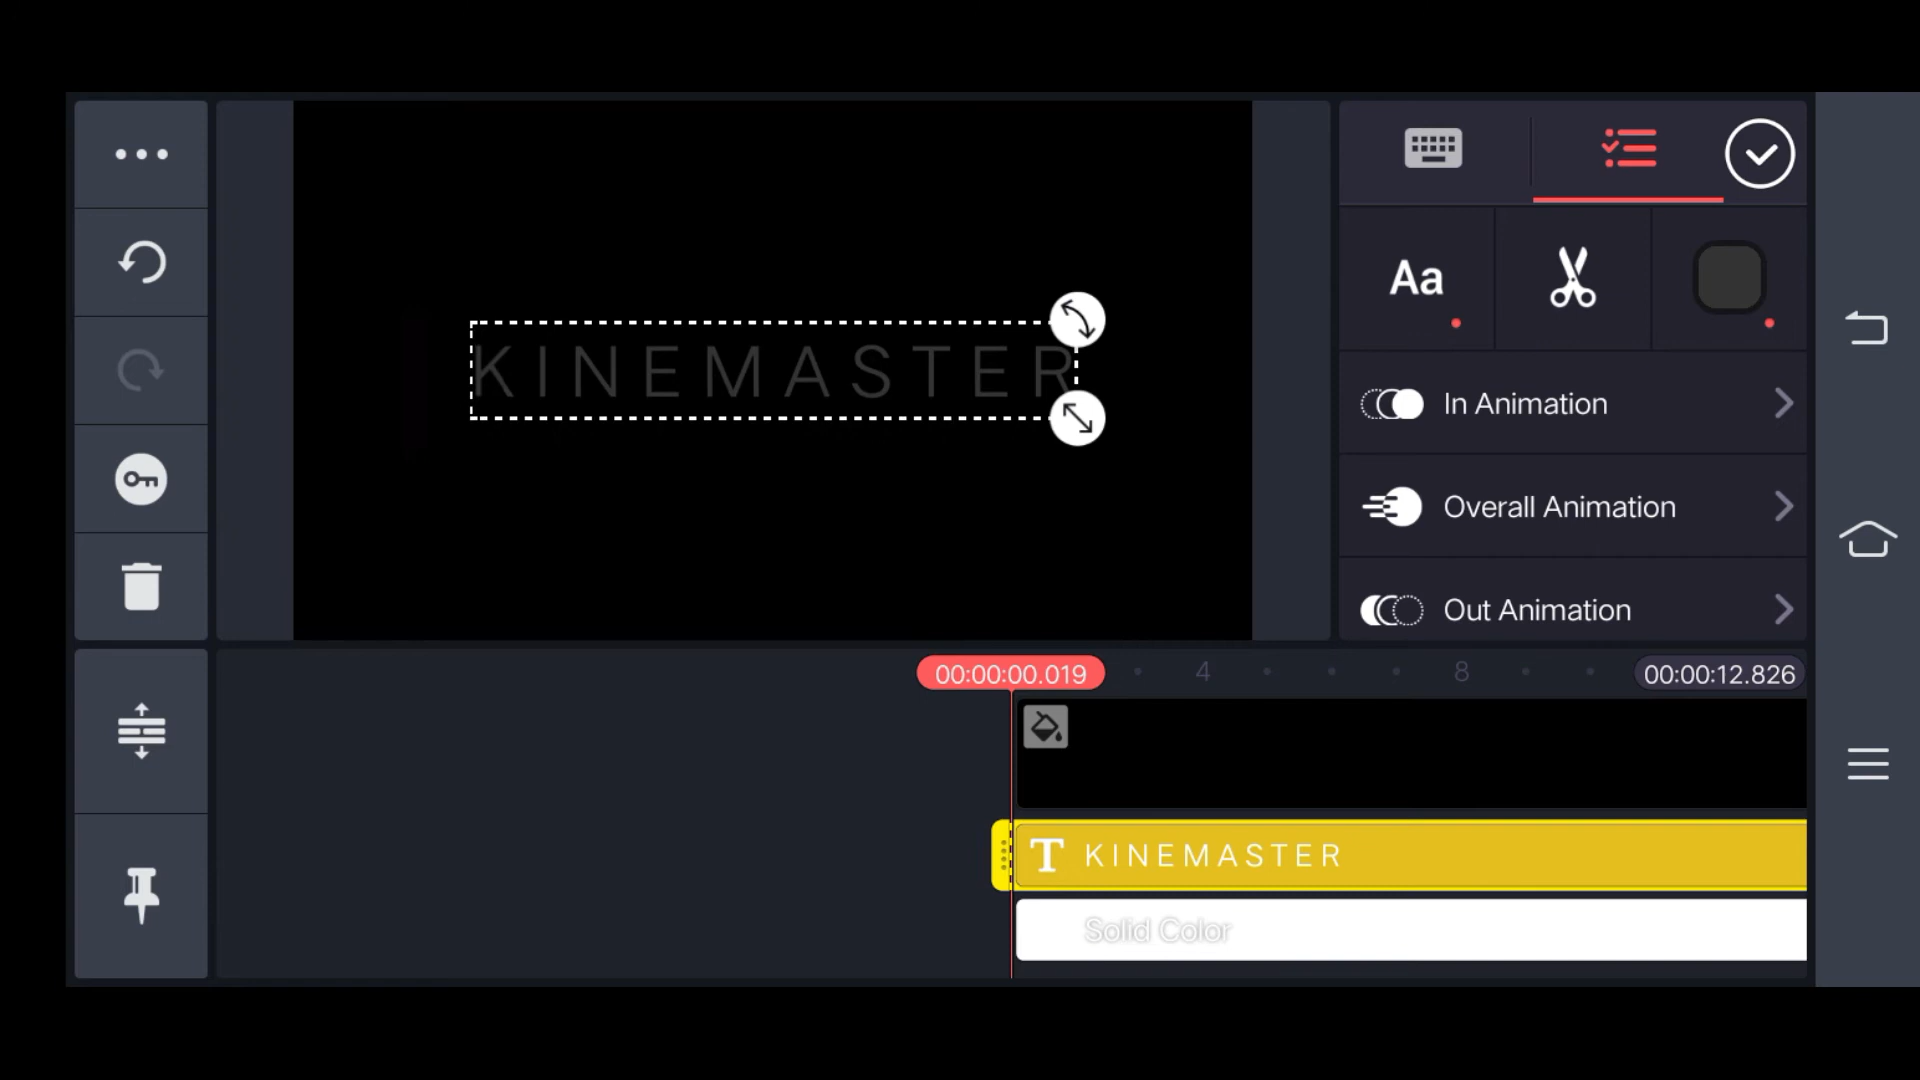 KINEMASTER
Aa
In Animation
Overall Animation
Out Animation
00:00:00.019
4
8
00:00:12.826
T KINEMASTER
Solid Color